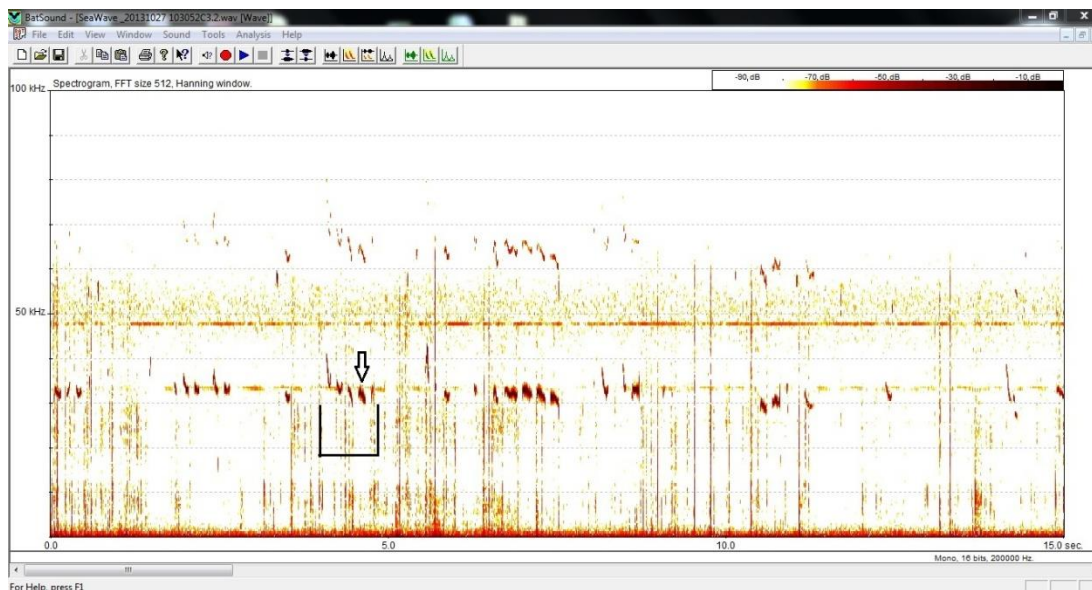 BatSound - [SeaWave _20131027 103052C3.2.wav [Wave]]
File Edit View Window Sound Tools Analysis Help
Spectrogram, FFT size 512, Hanning window.
-90, dB -70, dB -50, dB -30, dB -10, dB
100 kHz
50 kHz
0.0 5.0 10.0 15.0 sec.
Mono, 16 bits, 200000 Hz.
For Help, press F1